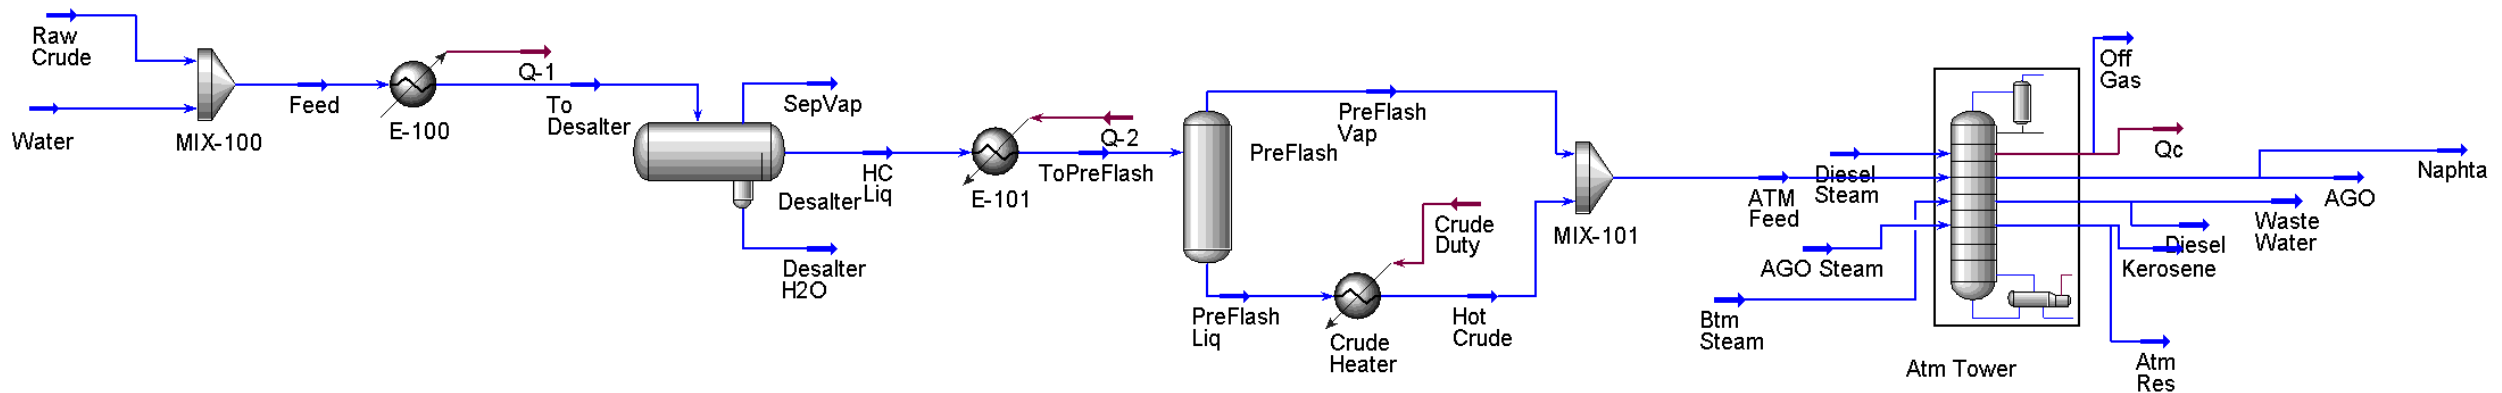 Raw
Crude
Water
MIX-100
Feed
Q-1
E-100
To
Desalter
SepVap
Desalter
HC
Liq
Desalter
H2O
Q-2
ToPreFlash
E-101
PreFlash
Vap
PreFlash
PreFlash
Liq
Crude
Duty
Crude
Heater
Hot
Crude
MIX-101
ATM
Feed
Diesel
Steam
AGO Steam
Btm
Steam
Atm Tower
Off
Gas
Qc
Naphta
AGO
Waste
Water
Diesel
Kerosene
Atm
Res